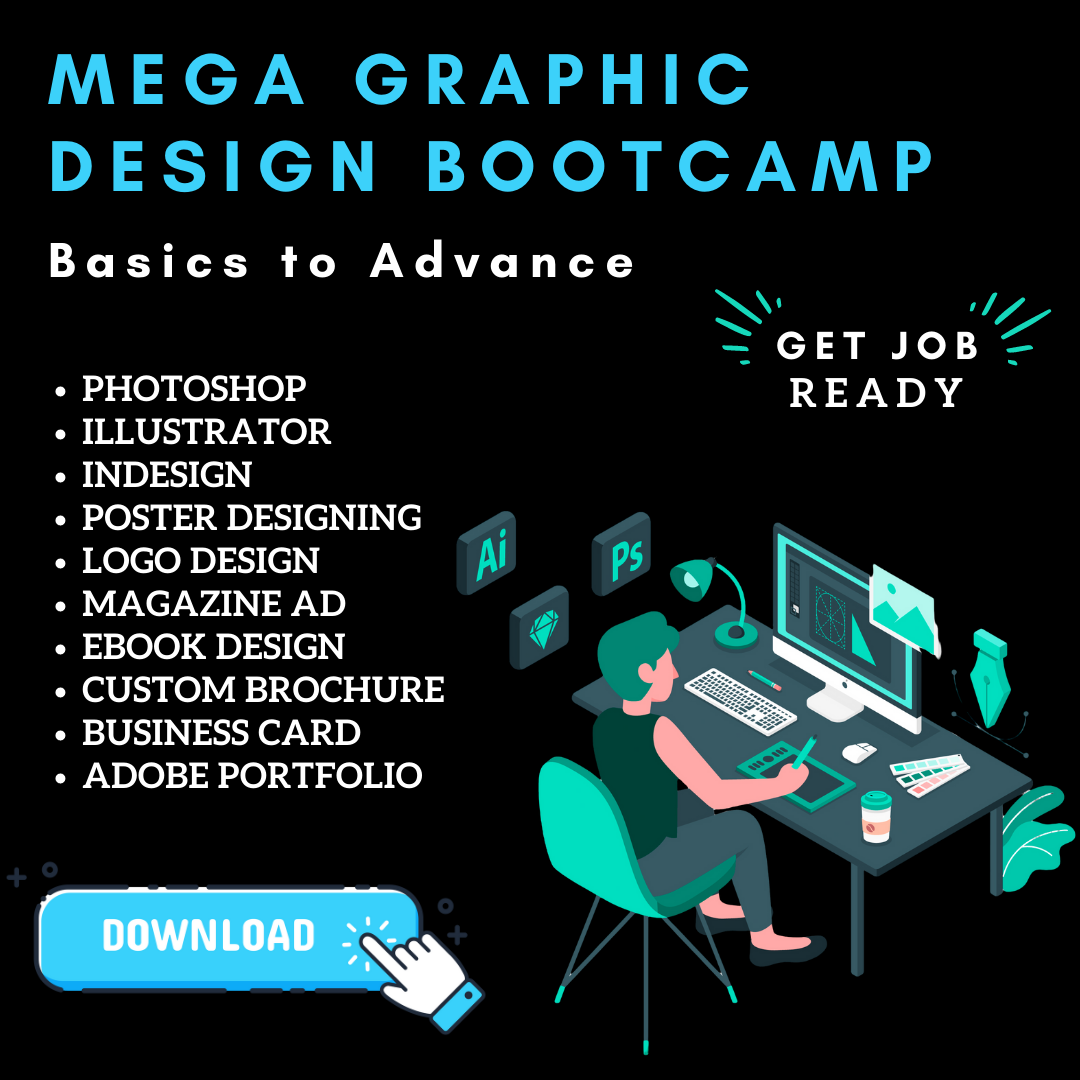 MEGA GRAPHIC
DESIGN BOOTCAMP
Basics to Advance
GET JOB
READY
• PHOTOSHOP
• ILLUSTRATOR
• INDESIGN
• POSTER DESIGNING
• LOGO DESIGN
• MAGAZINE AD
• EBOOK DESIGN
• CUSTOM BROCHURE
• BUSINESS CARD
• ADOBE PORTFOLIO
Ai
Ps
DOWNLOAD